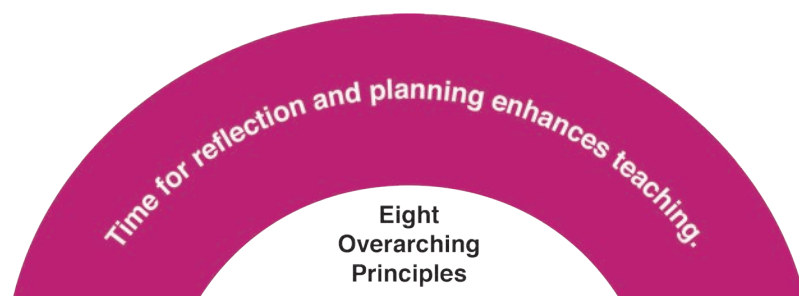 Time for reflection and planning enhances teaching.
Eight
Overarching
Principles